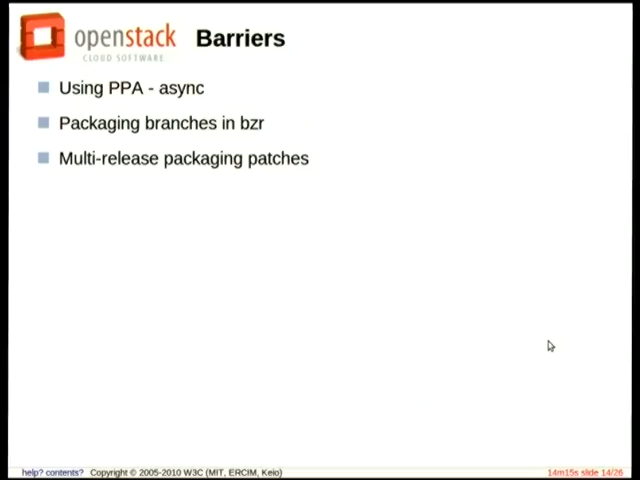 openstack
CLOUD SOFTWARE
Barriers
Using PPA - async
Packaging branches in bzr
Multi-release packaging patches
help? contents? Copyright © 2005-2010 W3C (MIT, ERCIM, Keio)
14m15s slide 14/26